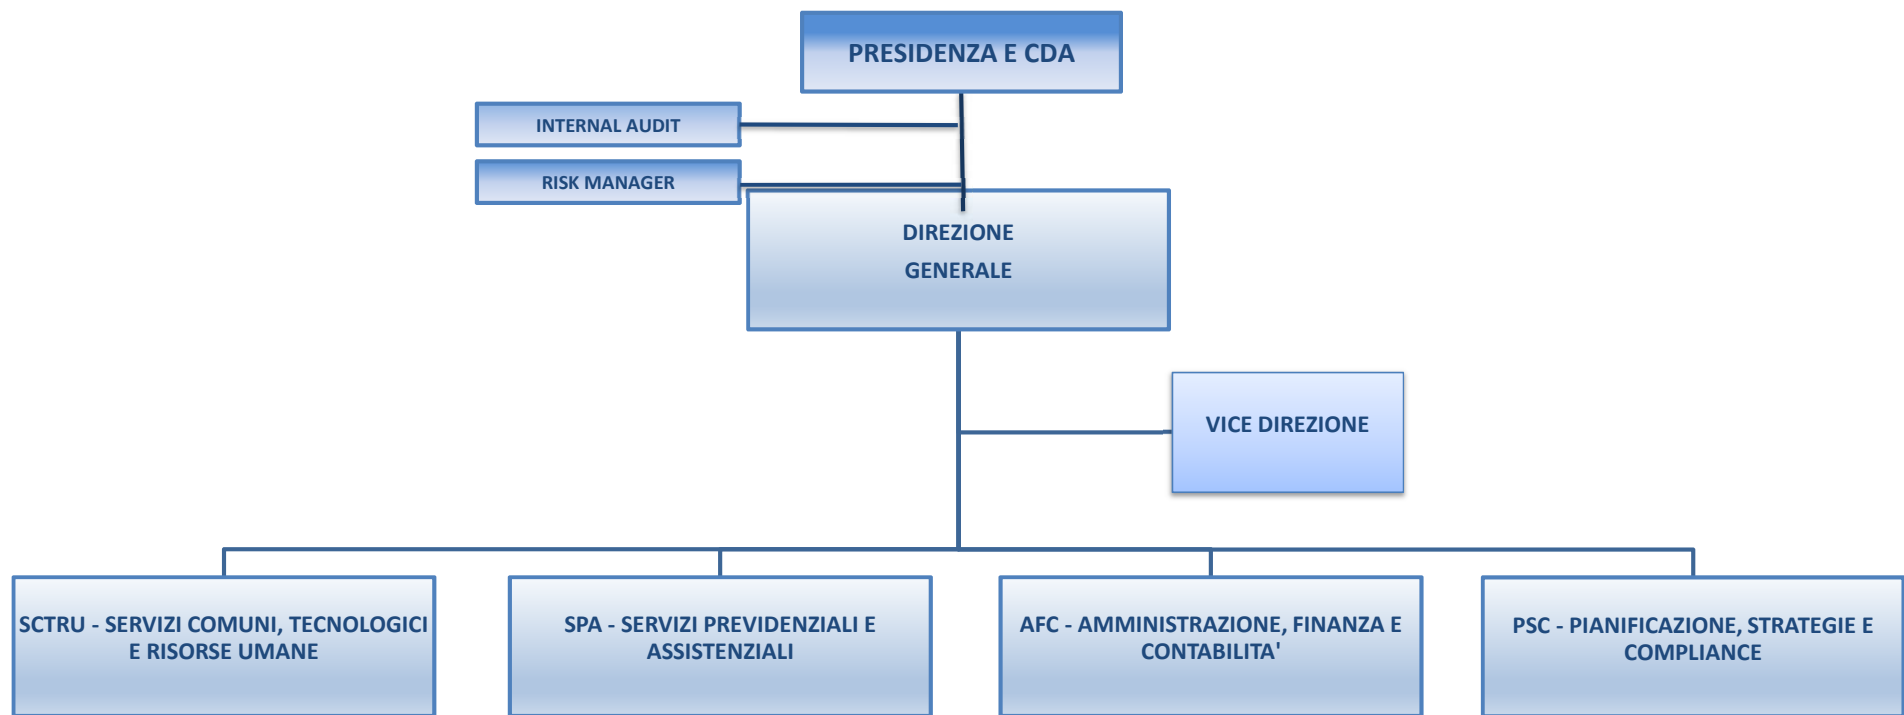 PRESIDENZA E CDA
INTERNAL AUDIT
RISK MANAGER
DIREZIONE
GENERALE
VICE DIREZIONE
SCTRU - SERVIZI COMUNI, TECNOLOGICI
E RISORSE UMANE
SPA - SERVIZI PREVIDENZIALI E
ASSISTENZIALI
AFC - AMMINISTRAZIONE, FINANZA E
CONTABILITA'
PSC - PIANIFICAZIONE, STRATEGIE E
COMPLIANCE